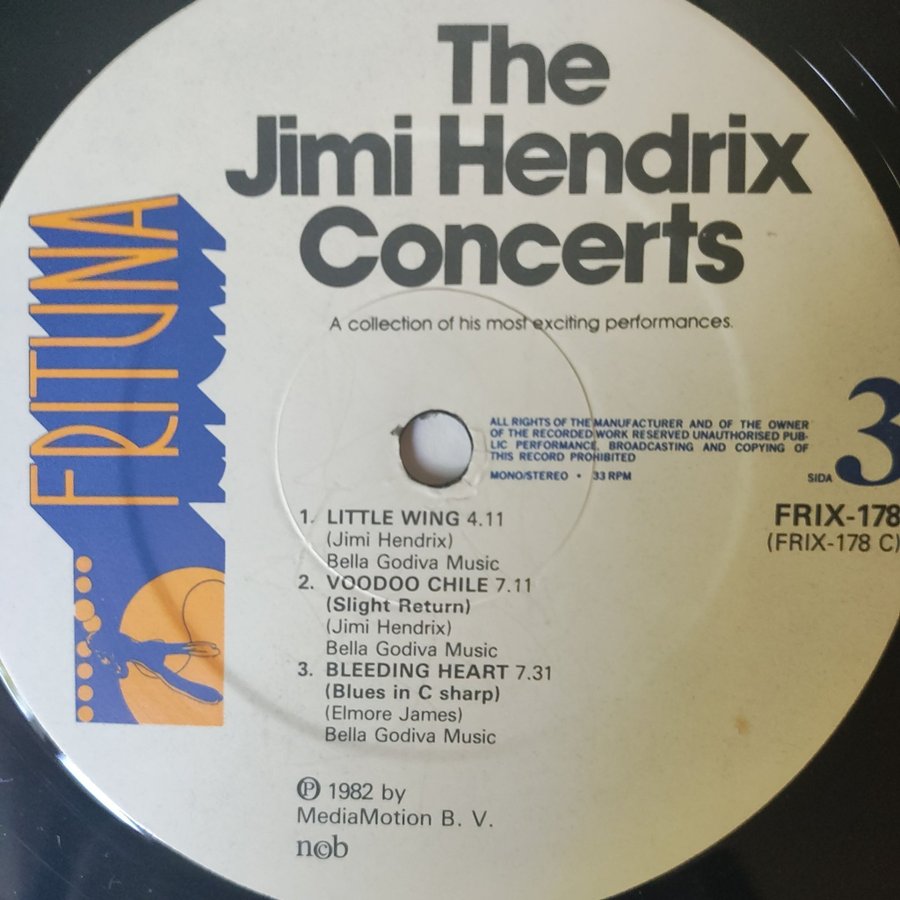 The
Jimi Hendrix
Concerts
A collection of his most exciting performances.
FRITUNA
ALL RIGHTS OF THE MANUFACTURER AND OF THE OWNER
OF THE RECORDED WORK RESERVED UNAUTHORISED PUB-
LIC PERFORMANCE, BROADCASTING AND COPYING OF
THIS RECORD PROHIBITED
MONO/STEREO • 33 RPM
SIDA 3
FRIX-178
(FRIX-178 C)
1. LITTLE WING 4.11
(Jimi Hendrix)
Bella Godiva Music
2. VOODOO CHILE 7.11
(Slight Return)
(Jimi Hendrix)
Bella Godiva Music
3. BLEEDING HEART 7.31
(Blues in C sharp)
(Elmore James)
Bella Godiva Music
Ⓟ 1982 by
MediaMotion B. V.
n©b